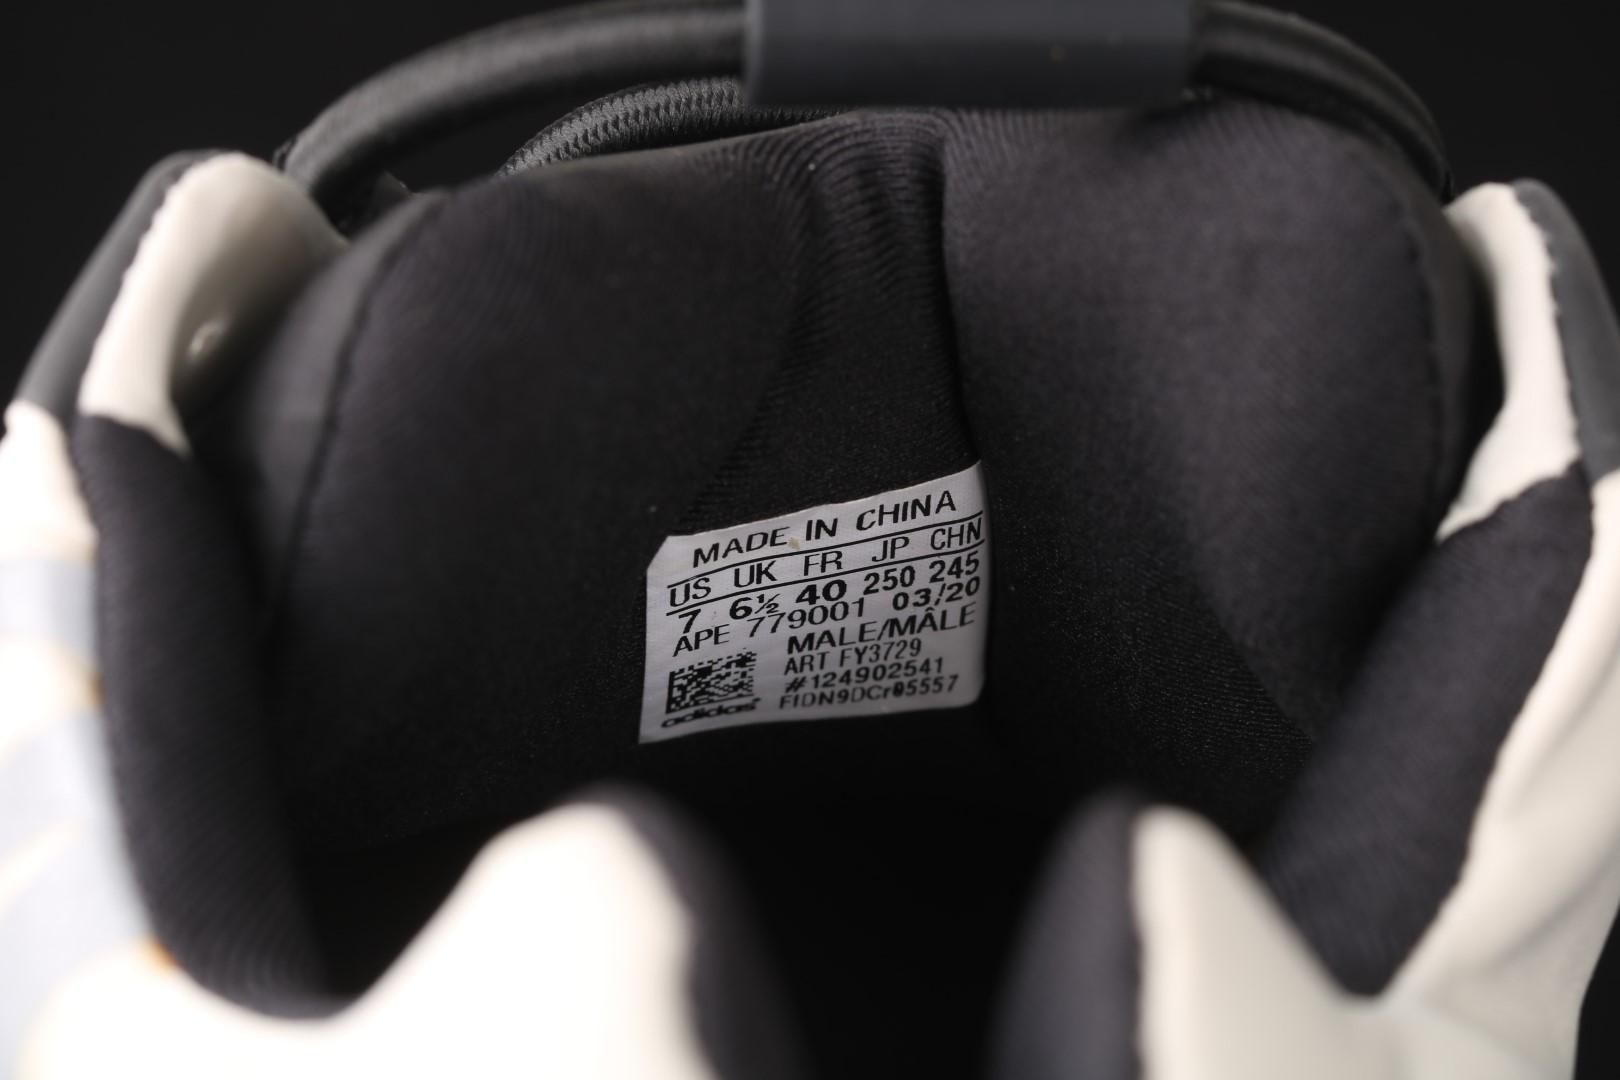 MADE IN CHINA
US UK FR JP CHN
7 6½ 40 250 245
APE 779001 03/20
MALE/MÂLE
ART FY3729
#124902541
F1DN9DCr05557
adidas